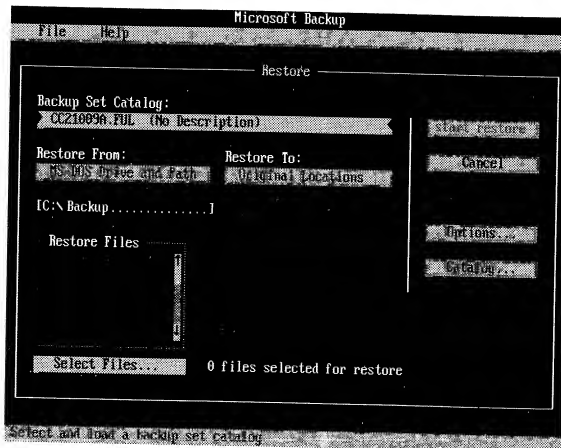 Microsoft Backup
File Help
Restore
Backup Set Catalog:
CC21009A.FUL (No Description)
Start restore
Restore From:
Restore To:
Cancel
MS-DOS Drive and Path
Original Locations
[C:\Backup..............]
Restore Files
Options...
Catalog...
Select Files...
0 files selected for restore
Select and load a backup set catalog